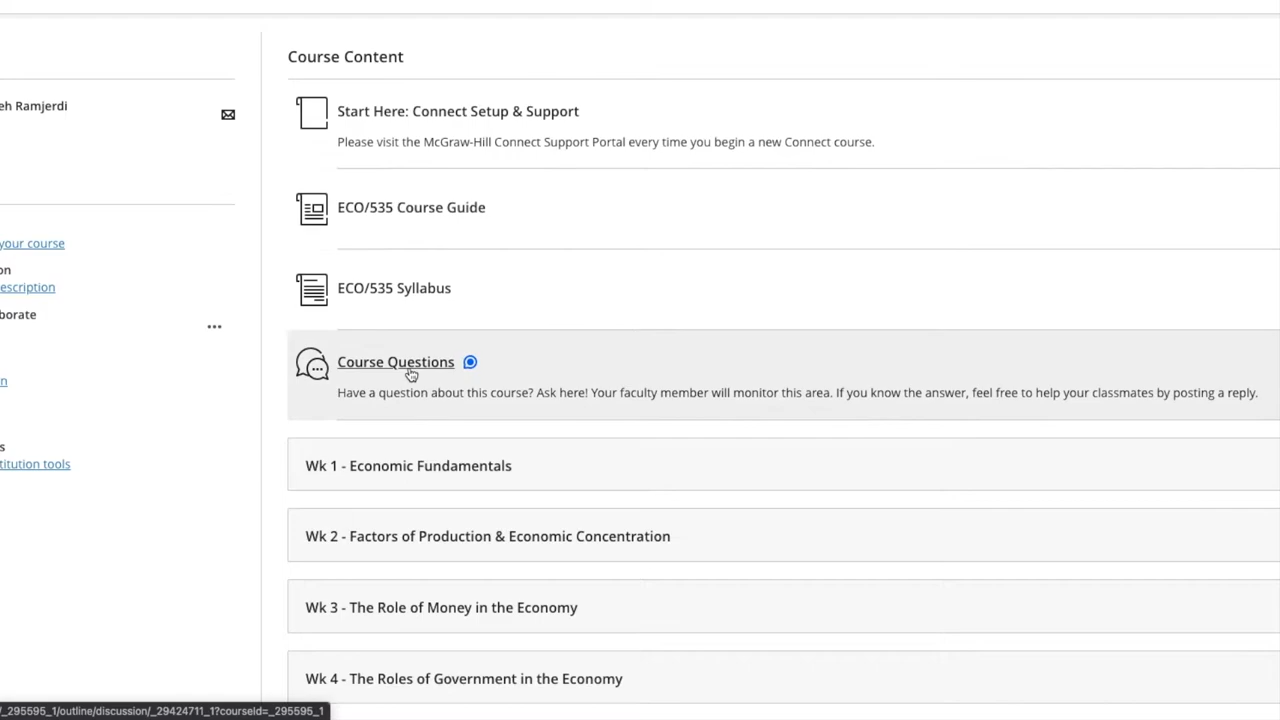 Course Content
eh Ramjerdi
Start Here: Connect Setup & Support
Please visit the McGraw-Hill Connect Support Portal every time you begin a new Connect course.
ECO/535 Course Guide
your course
on
escription
ECO/535 Syllabus
borate
Course Questions
Have a question about this course? Ask here! Your faculty member will monitor this area. If you know the answer, feel free to help your classmates by posting a reply.
n
s
titution tools
Wk 1 - Economic Fundamentals
Wk 2 - Factors of Production & Economic Concentration
Wk 3 - The Role of Money in the Economy
Wk 4 - The Roles of Government in the Economy
/_295595_1/outline/discussion/_29424711_1?courseid=_295595_1